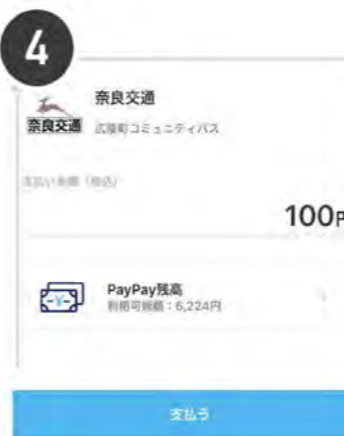 4
奈良交通
奈良交通
広陵町コミュニティバス
支払い金額（税込）
100円
PayPay残高
利用可能額：6,224円
支払う